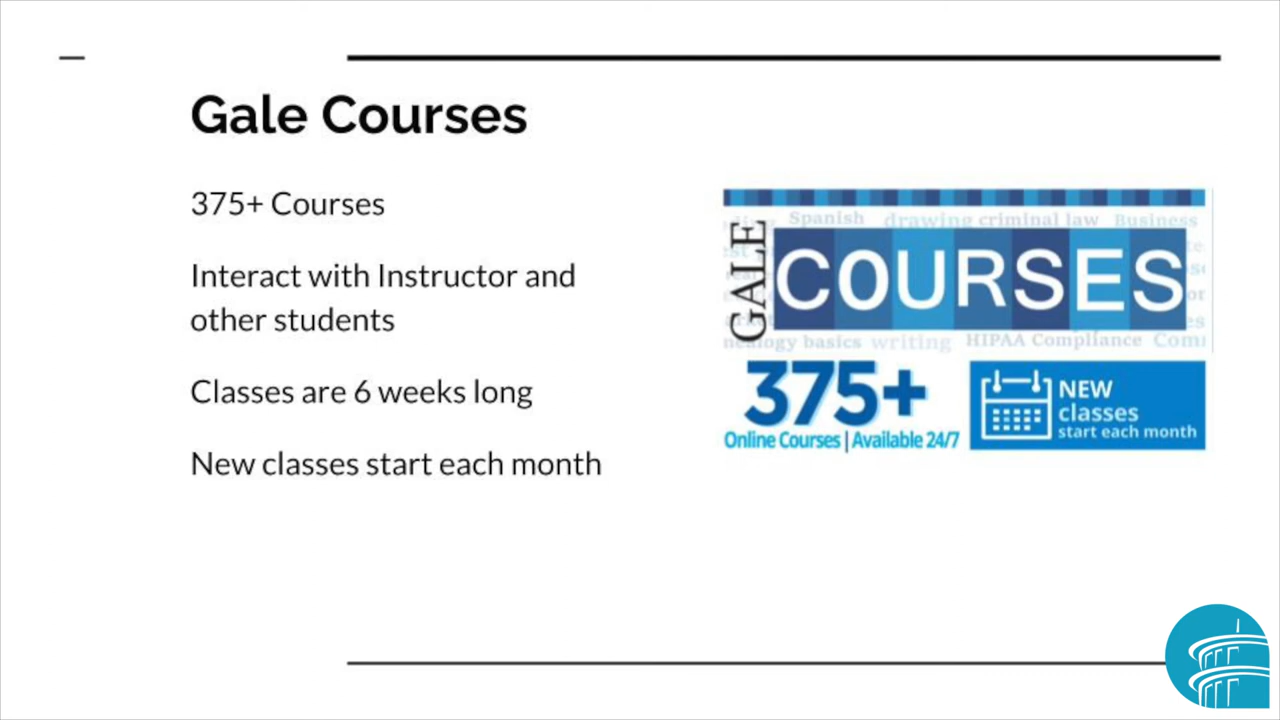 Gale Courses
375+ Courses
Interact with Instructor and
other students
Classes are 6 weeks long
New classes start each month
Spanish drawing criminal law Business
GALE
COURSES
basics writing HIPAA Compliance
375+
Online Courses | Available 24/7
NEW
classes
start each month